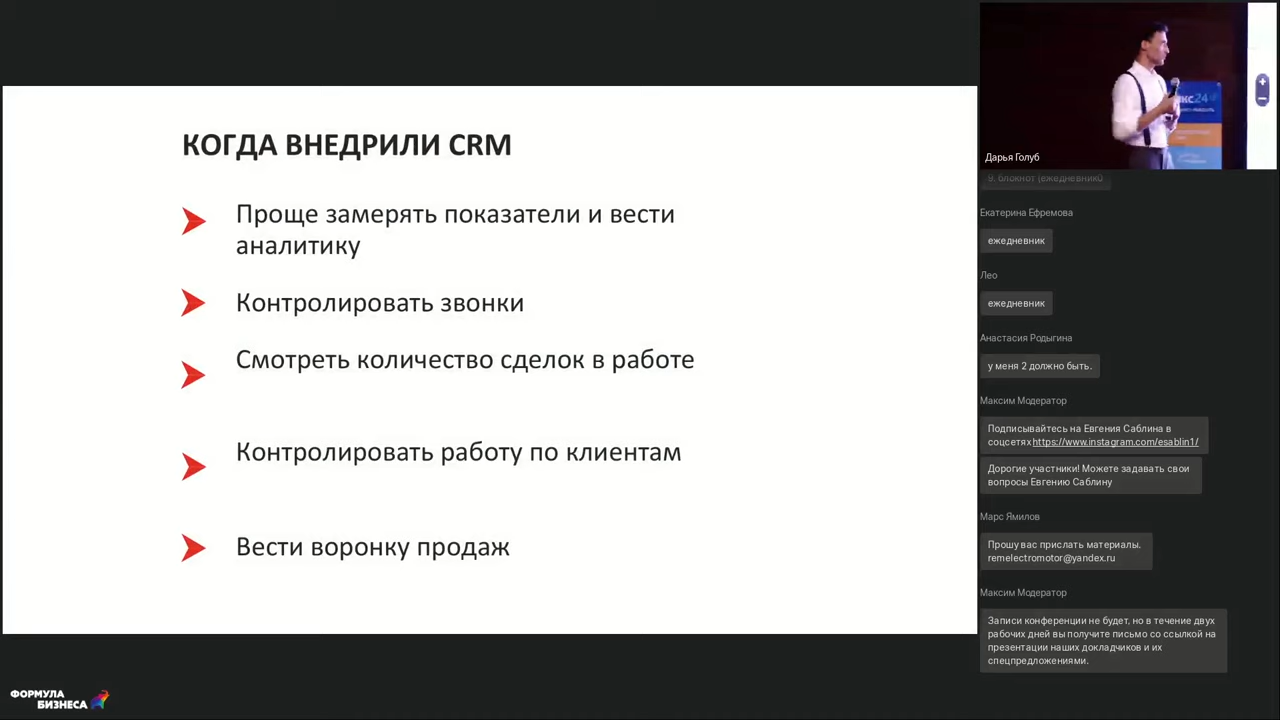 КОГДА ВНЕДРИЛИ CRM
Проще замерять показатели и вести
аналитику
Контролировать звонки
Смотреть количество сделок в работе
Контролировать работу по клиентам
Вести воронку продаж
ФОРМУЛА
БИЗНЕСА
кс24
Дарья Голуб
9. блокнот (ежедневник)
Екатерина Ефремова
ежедневник
Лео
ежедневник
Анастасия Родыгина
у меня 2 должно быть.
Максим Модератор
Подписывайтесь на Евгения Саблина в
соцсетях https://www.instagram.com/esablin1/
Дорогие участники! Можете задавать свои
вопросы Евгению Саблину
Марс Ямилов
Прошу вас прислать материалы.
remelectromotor@yandex.ru
Максим Модератор
Записи конференции не будет, но в течение двух
рабочих дней вы получите письмо со ссылкой на
презентации наших докладчиков и их
спецпредложениями.